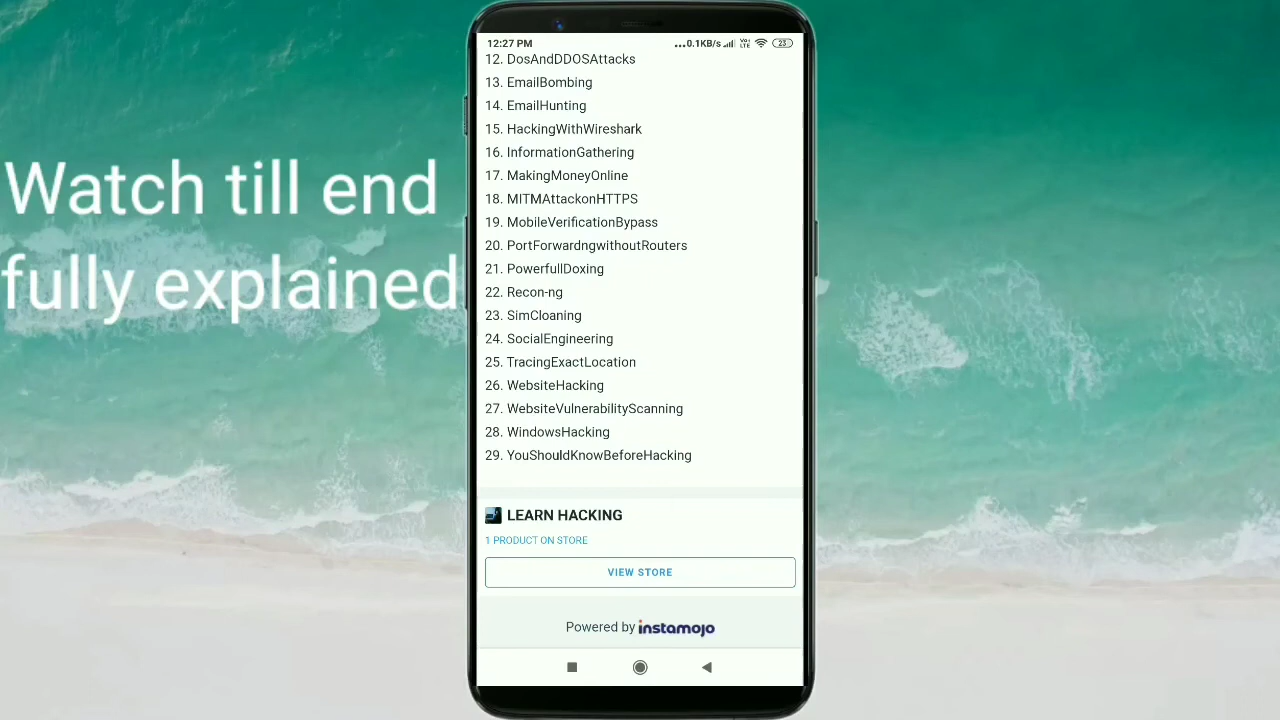 Watch till end
fully explained
12:27 PM
...0.1KB/s
Vo)
LTE
23
12. DosAndDDOSAttacks
13. EmailBombing
14. EmailHunting
15. HackingWithWireshark
16. InformationGathering
17. MakingMoneyOnline
18. MITMAttackonHTTPS
19. MobileVerificationBypass
20. PortForwardngwithoutRouters
21. PowerfullDoxing
22. Recon-ng
23. SimCloaning
24. SocialEngineering
25. TracingExactLocation
26. WebsiteHacking
27. WebsiteVulnerabilityScanning
28. WindowsHacking
29. YouShouldKnowBeforeHacking
LEARN HACKING
1 PRODUCT ON STORE
VIEW STORE
Powered by instamojo